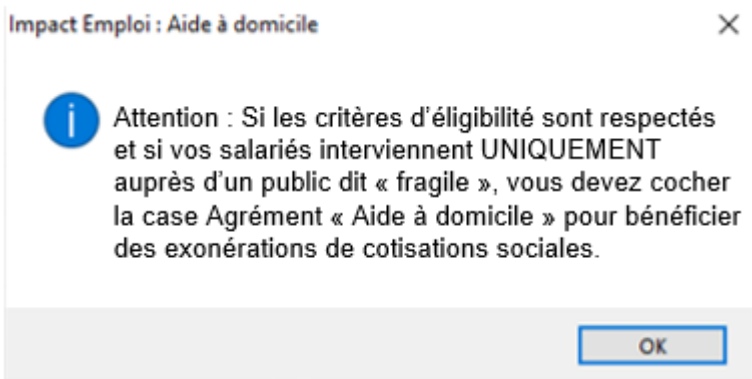 Impact Emploi : Aide à domicile
Attention : Si les critères d’éligibilité sont respectés
et si vos salariés interviennent UNIQUEMENT
auprès d’un public dit « fragile », vous devez cocher
la case Agrément « Aide à domicile » pour bénéficier
des exonérations de cotisations sociales.
OK